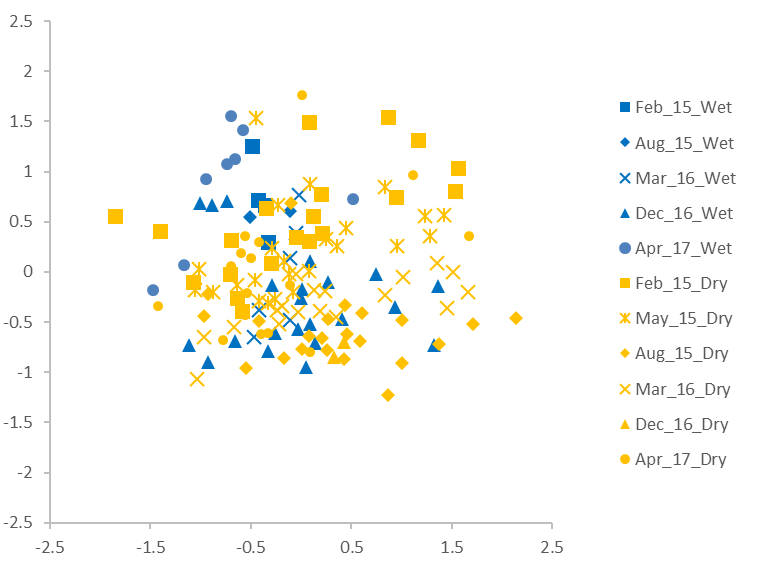 2.5
2
1.5
1
0.5
0
-0.5
-1
-1.5
-2
-2.5
-2.5
-1.5
-0.5
0.5
1.5
2.5
Feb_15_Wet
Aug_15_Wet
Mar_16_Wet
Dec_16_Wet
Apr_17_Wet
Feb_15_Dry
May_15_Dry
Aug_15_Dry
Mar_16_Dry
Dec_16_Dry
Apr_17_Dry